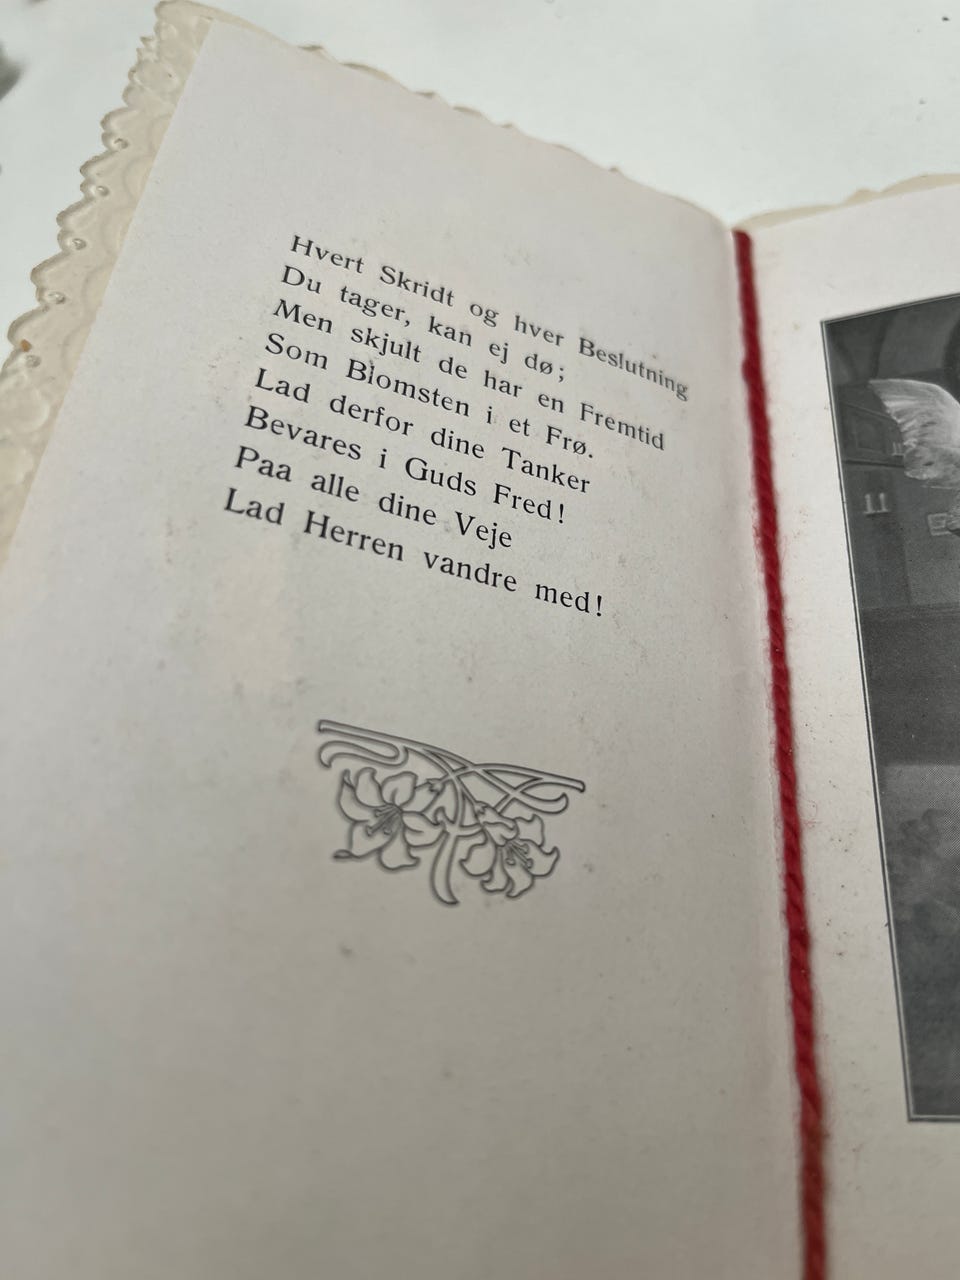 Hvert Skridt og hver Beslutning
Du tager, kan ej dø;
Men skjult de har en Fremtid
Som Blomsten i et Frø.
Lad derfor dine Tanker
Bevares i Guds Fred!
Paa alle dine Veje
Lad Herren vandre med!